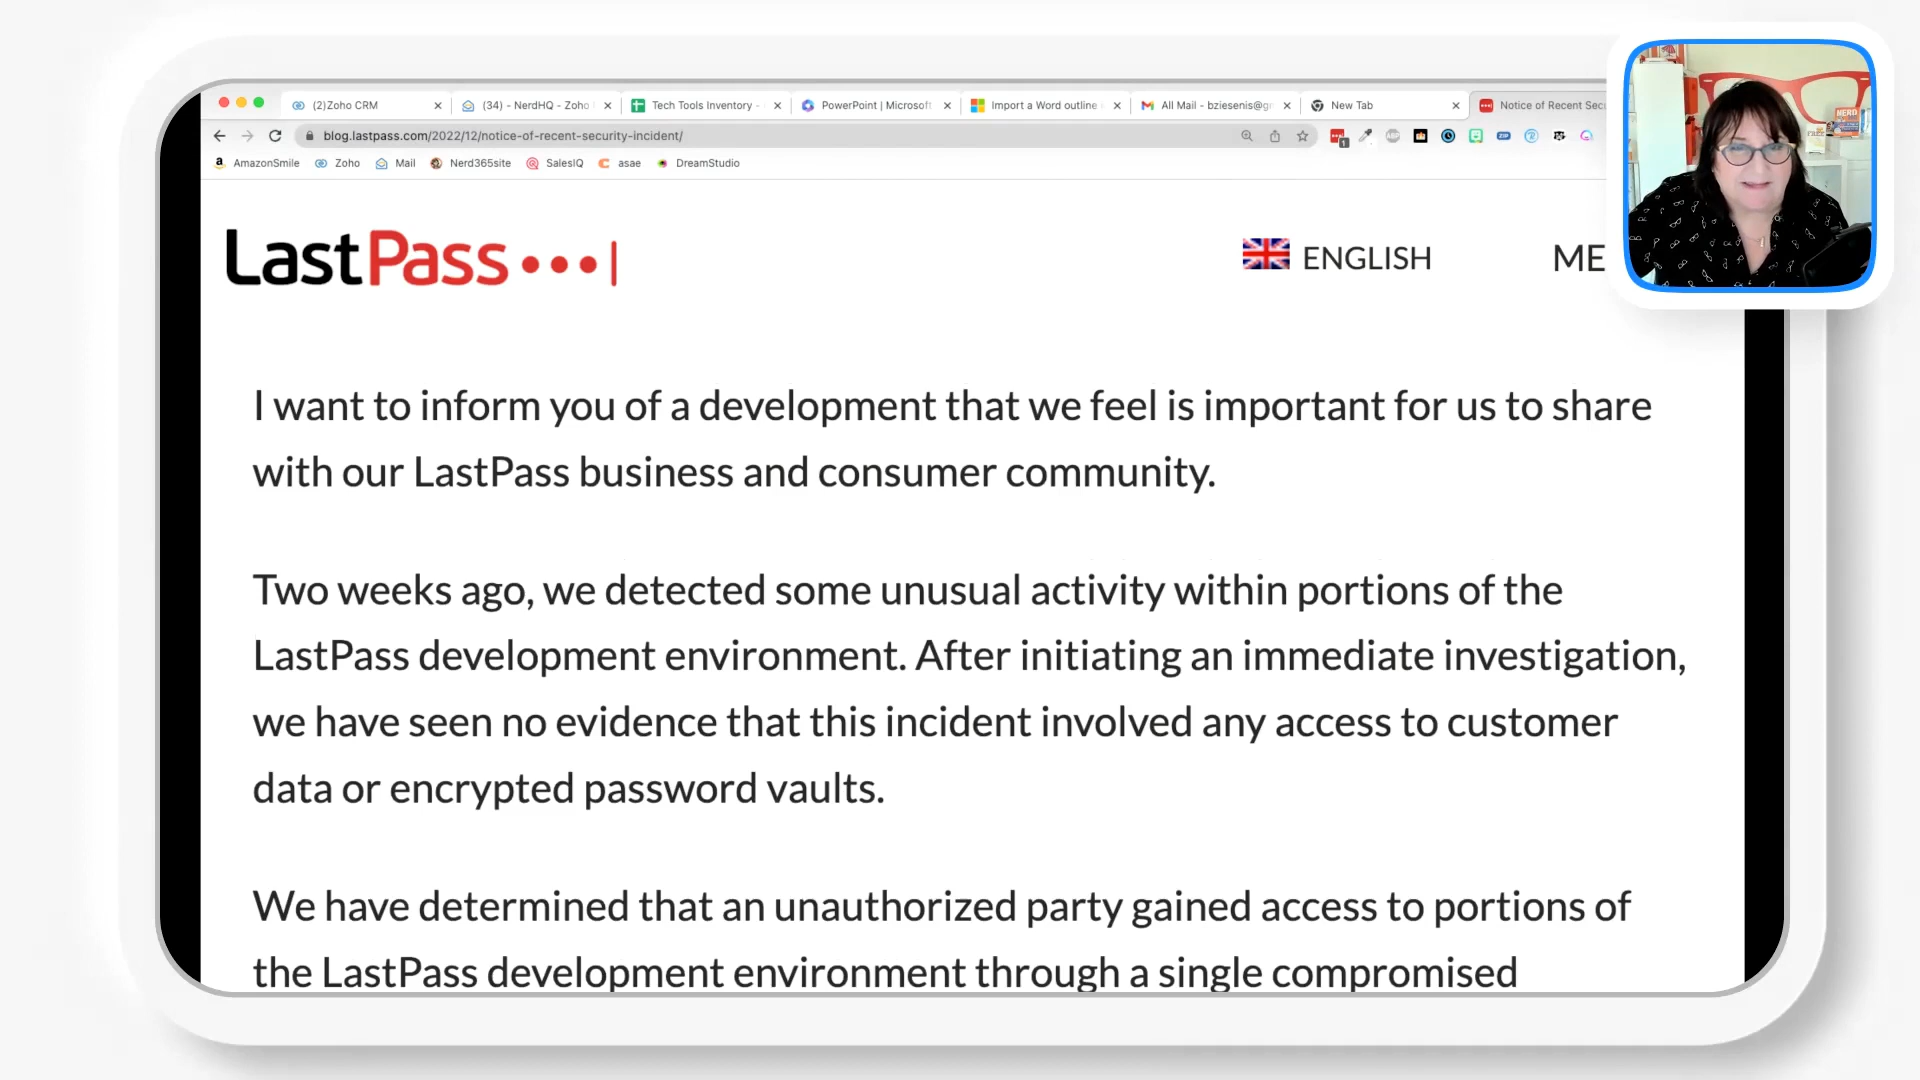 (2)Zoho CRM
(34) - NerdHQ - Zoho
Tech Tools Inventory -
PowerPoint | Microsoft
Import a Word outline
All Mail - bziesenis@g
New Tab
Notice of Recent Secu
blog.lastpass.com/2022/12/notice-of-recent-security-incident/
AmazonSmile
Zoho
Mail
Nerd365site
SalesIQ
asae
DreamStudio
LastPass
ENGLISH
ME
I want to inform you of a development that we feel is important for us to share
with our LastPass business and consumer community.
Two weeks ago, we detected some unusual activity within portions of the
LastPass development environment. After initiating an immediate investigation,
we have seen no evidence that this incident involved any access to customer
data or encrypted password vaults.
We have determined that an unauthorized party gained access to portions of
the LastPass development environment through a single compromised